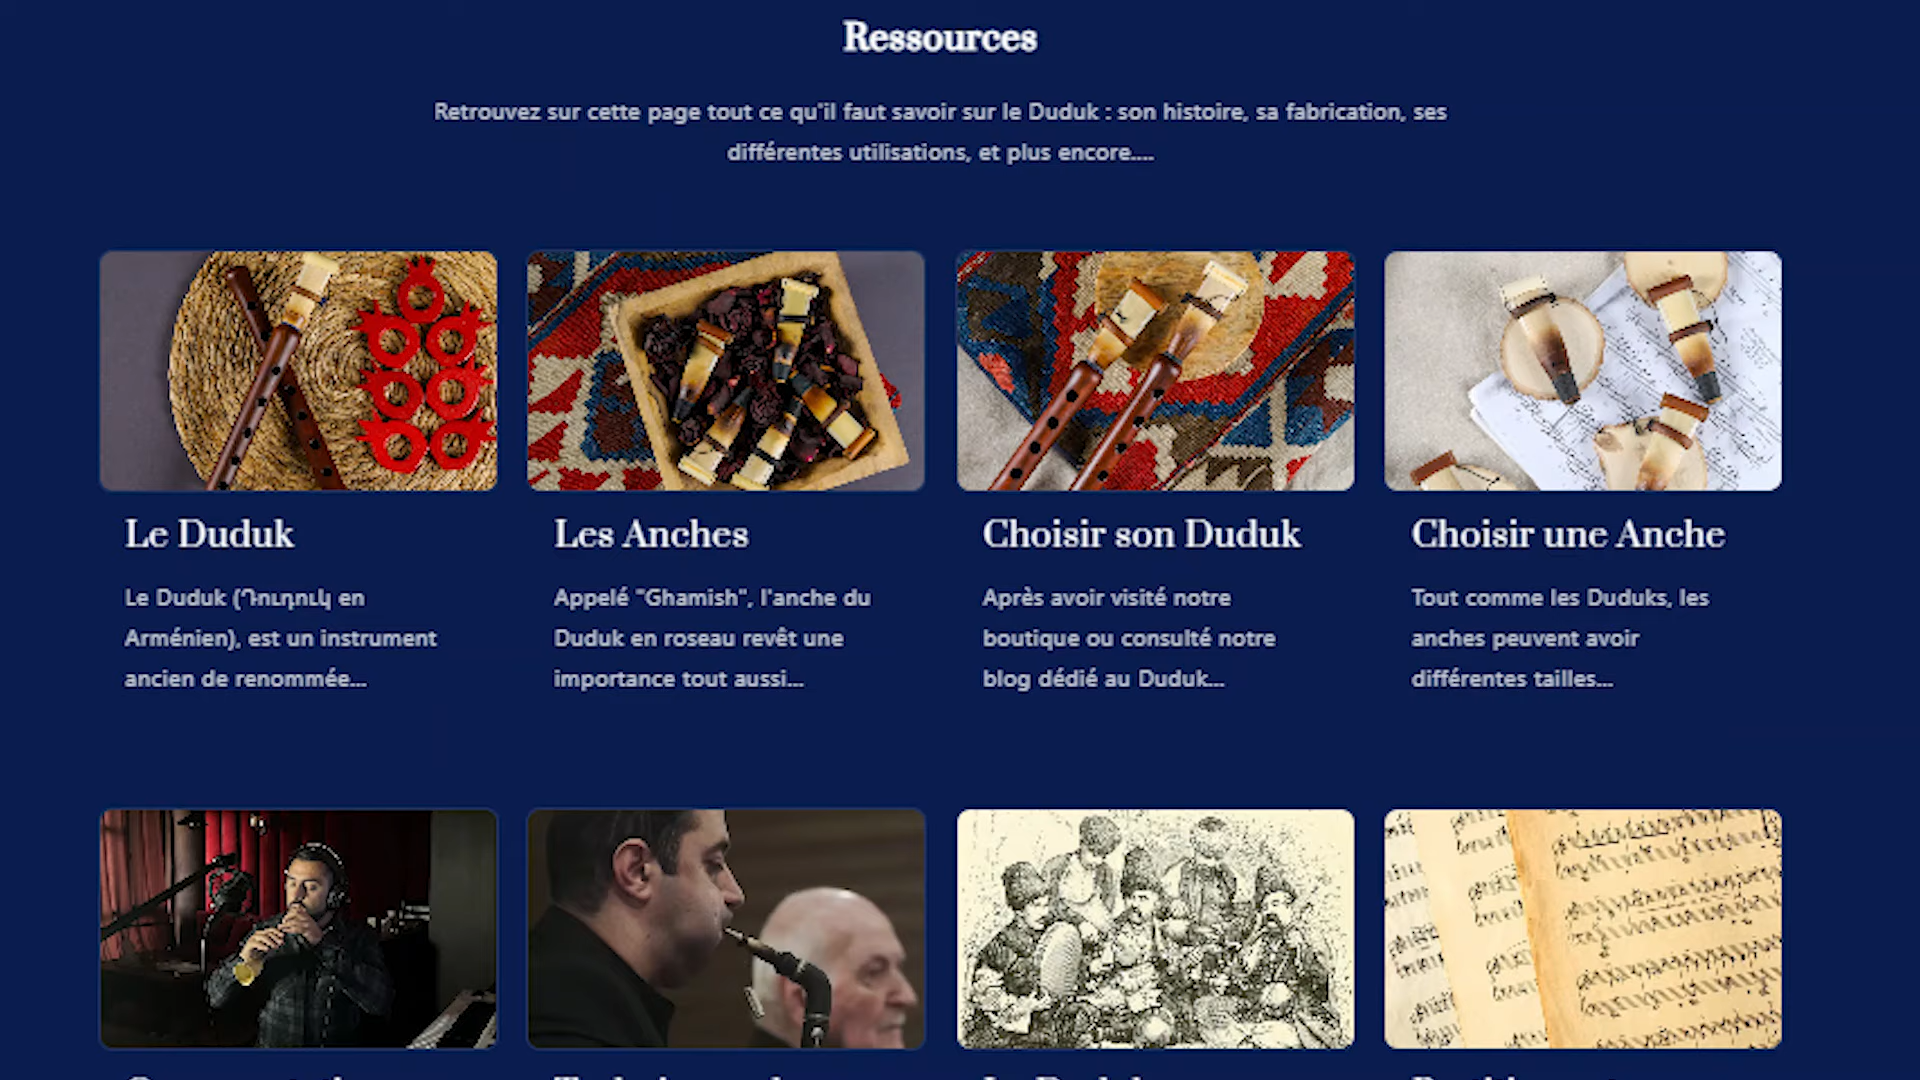 Ressources
Retrouvez sur cette page tout ce qu'il faut savoir sur le Duduk : son histoire, sa fabrication, ses
différentes utilisations, et plus encore....
Le Duduk
Le Duduk (Դուդուկ en
Arménien), est un instrument
ancien de renommée...
Les Anches
Appelé "Ghamish", l'anche du
Duduk en roseau revêt une
importance tout aussi...
Choisir son Duduk
Après avoir visité notre
boutique ou consulté notre
blog dédié au Duduk...
Choisir une Anche
Tout comme les Duduks, les
anches peuvent avoir
différentes tailles...